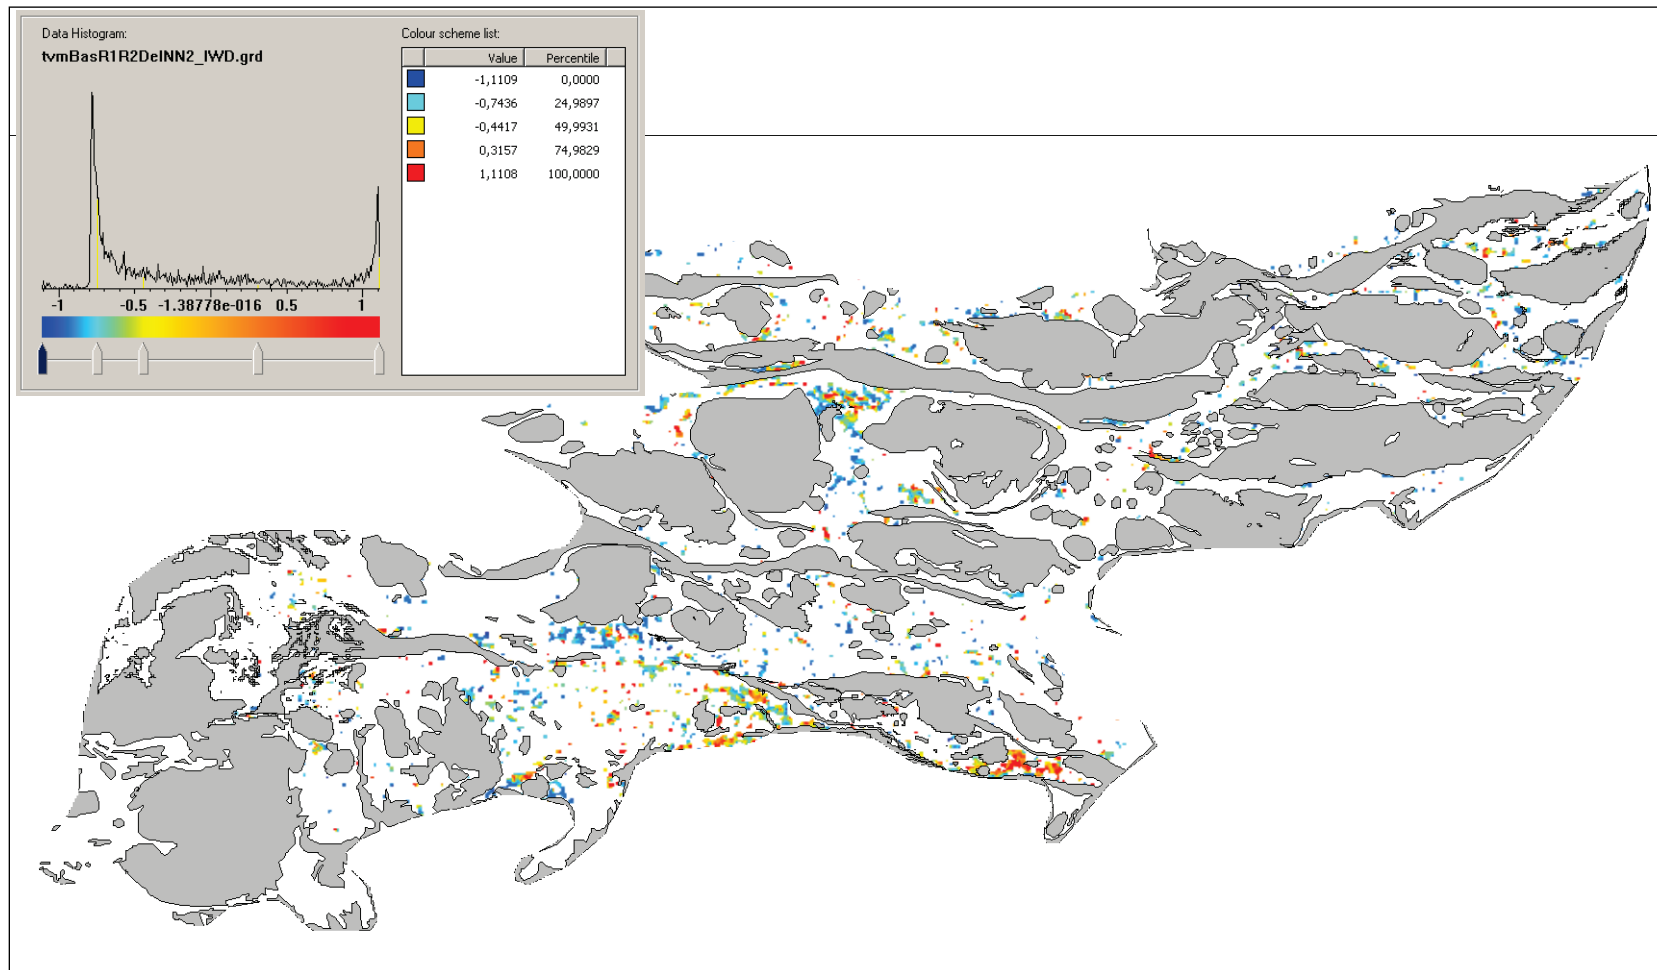 Data Histogram:
tvmBasR1R2DelNN2_IWD.grd
-1 -0.5 -1.38778e-016 0.5 1
Colour scheme list:
Value Percentile
-1,1109 0,0000
-0,7436 24,9897
-0,4417 49,9931
0,3157 74,9829
1,1108 100,0000